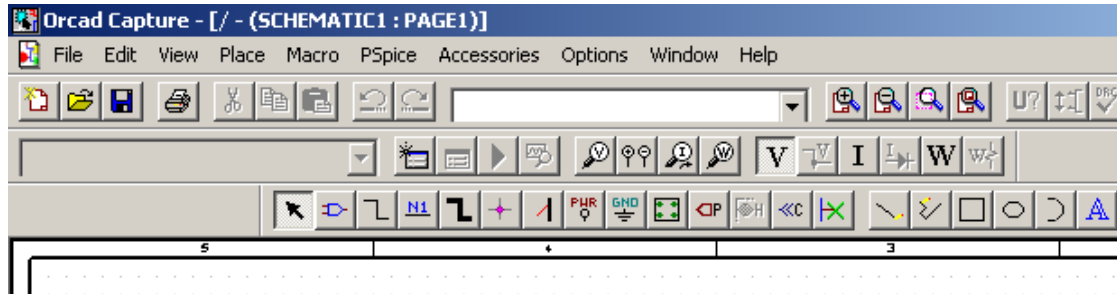 Orcad Capture - [/ - (SCHEMATIC1 : PAGE1)]
File Edit View Place Macro PSpice Accessories Options Window Help
U? DRC
V I W V V I I W W
N1 PWR GND P H C A
5 4 3